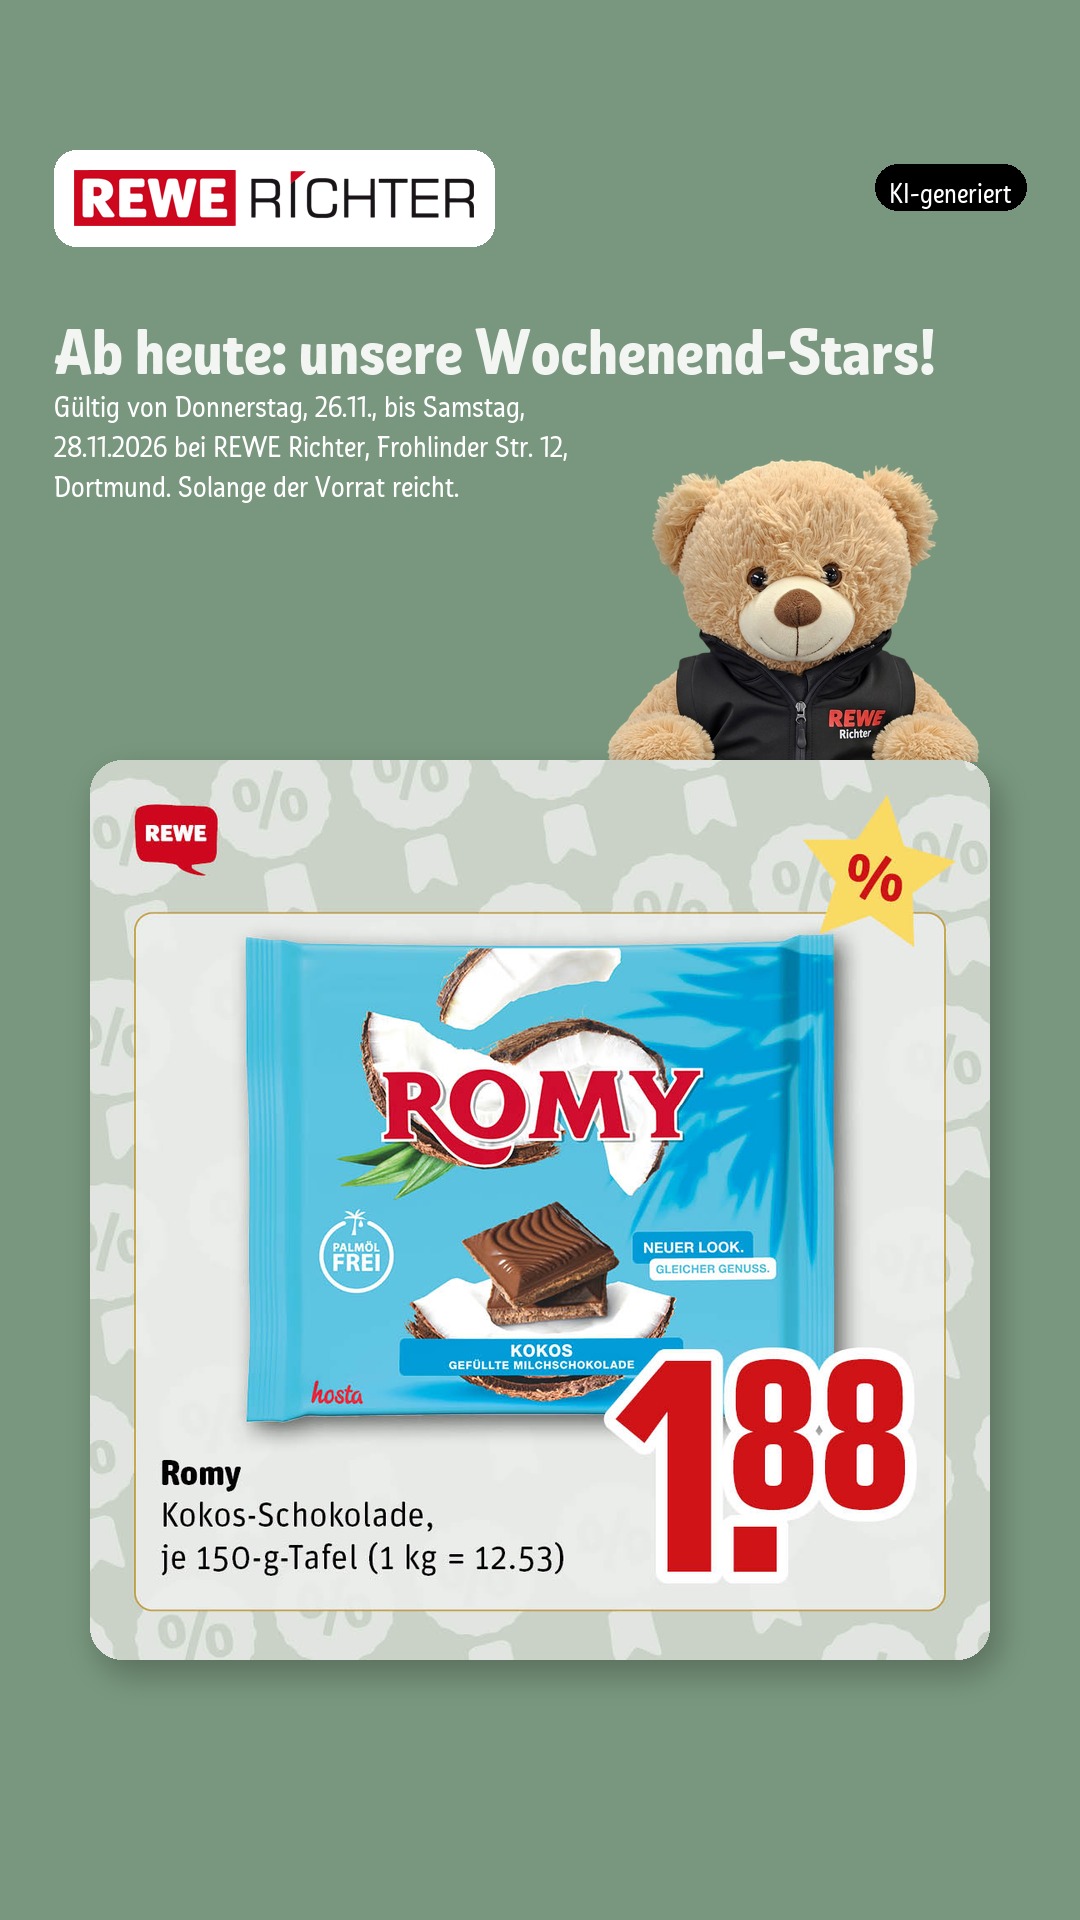 REWE RICHTER
KI-generiert
Ab heute: unsere Wochenend-Stars!
Gültig von Donnerstag, 26.11., bis Samstag,
28.11.2026 bei REWE Richter, Frohlinder Str. 12,
Dortmund. Solange der Vorrat reicht.
REWE
Richter
REWE
%
ROMY
PALMÖL
FREI
NEUER LOOK.
GLEICHER GENUSS.
KOKOS
GEFÜLLTE MILCHSCHOKOLADE
hosta
1.88
Romy
Kokos-Schokolade,
je 150-g-Tafel (1 kg = 12.53)